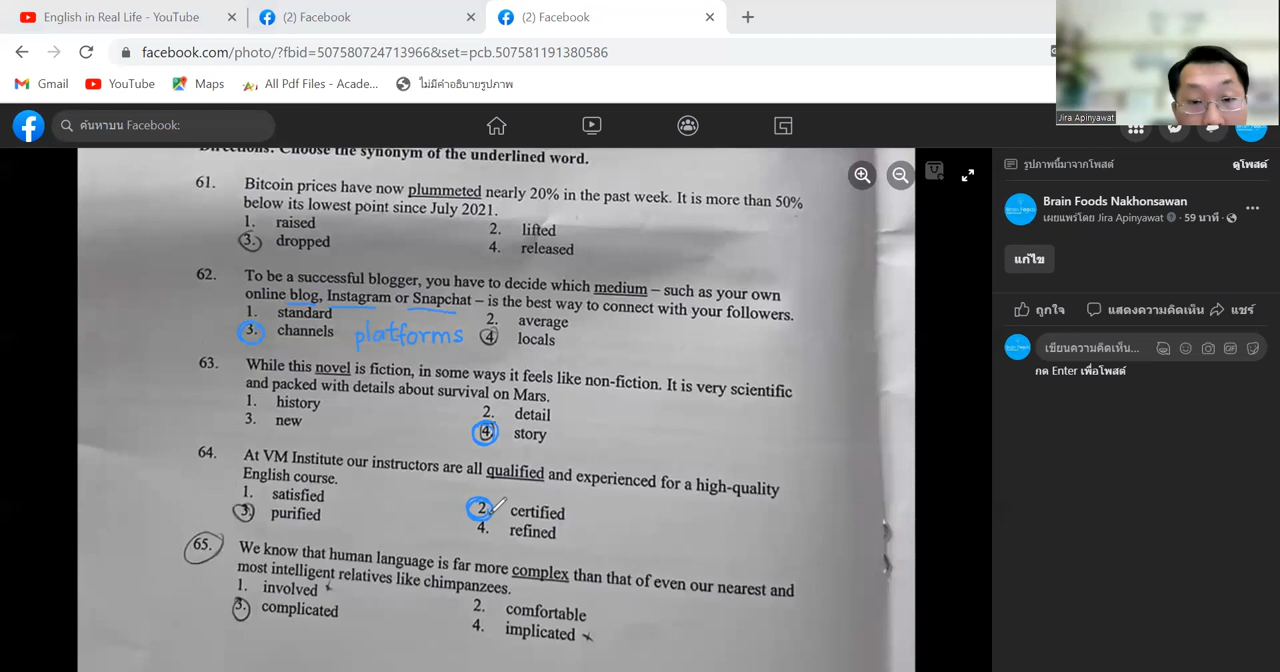 English in Real Life - YouTube
(2) Facebook
(2) Facebook
facebook.com/photo/?fbid=507580724713966&set=pcb.507581191380586
Gmail
YouTube
Maps
All Pdf Files - Acade...
ไม่มีคำอธิบายรูปภาพ
Jira Apinyawat
ค้นหาบน Facebook:
Directions: Choose the synonym of the underlined word.
61. Bitcoin prices have now plummeted nearly 20% in the past week. It is more than 50%
below its lowest point since July 2021.
1. raised 2. lifted
3. dropped 4. released
62. To be a successful blogger, you have to decide which medium – such as your own
online blog, Instagram or Snapchat – is the best way to connect with your followers.
1. standard 2. average
3. channels platforms 4. locals
63. While this novel is fiction, in some ways it feels like non-fiction. It is very scientific
and packed with details about survival on Mars.
1. history 2. detail
3. new 4. story
64. At VM Institute our instructors are all qualified and experienced for a high-quality
English course.
1. satisfied 2. certified
3. purified 4. refined
65. We know that human language is far more complex than that of even our nearest and
most intelligent relatives like chimpanzees.
1. involved 2. comfortable
3. complicated 4. implicated
รูปภาพนี้มาจากโพสต์
ดูโพสต์
Brain Foods Nakhonsawan
เผยแพร่โดย Jira Apinyawat · 59 นาที ·
แก้ไข
ถูกใจ
แสดงความคิดเห็น
แชร์
เขียนความคิดเห็น...
กด Enter เพื่อโพสต์